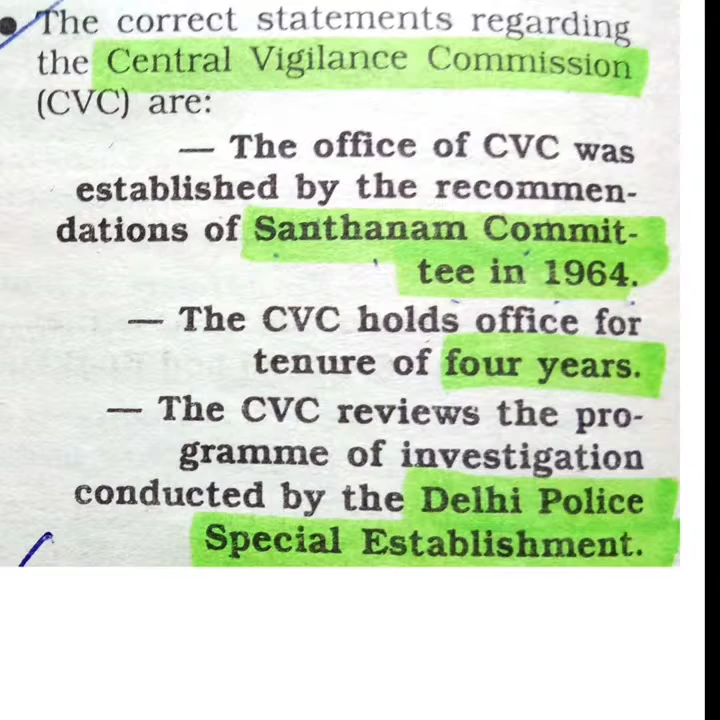 • The correct statements regarding
the Central Vigilance Commission
(CVC) are:
— The office of CVC was
established by the recommen-
dations of Santhanam Commit-
tee in 1964.
— The CVC holds office for
tenure of four years.
— The CVC reviews the pro-
gramme of investigation
conducted by the Delhi Police
Special Establishment.